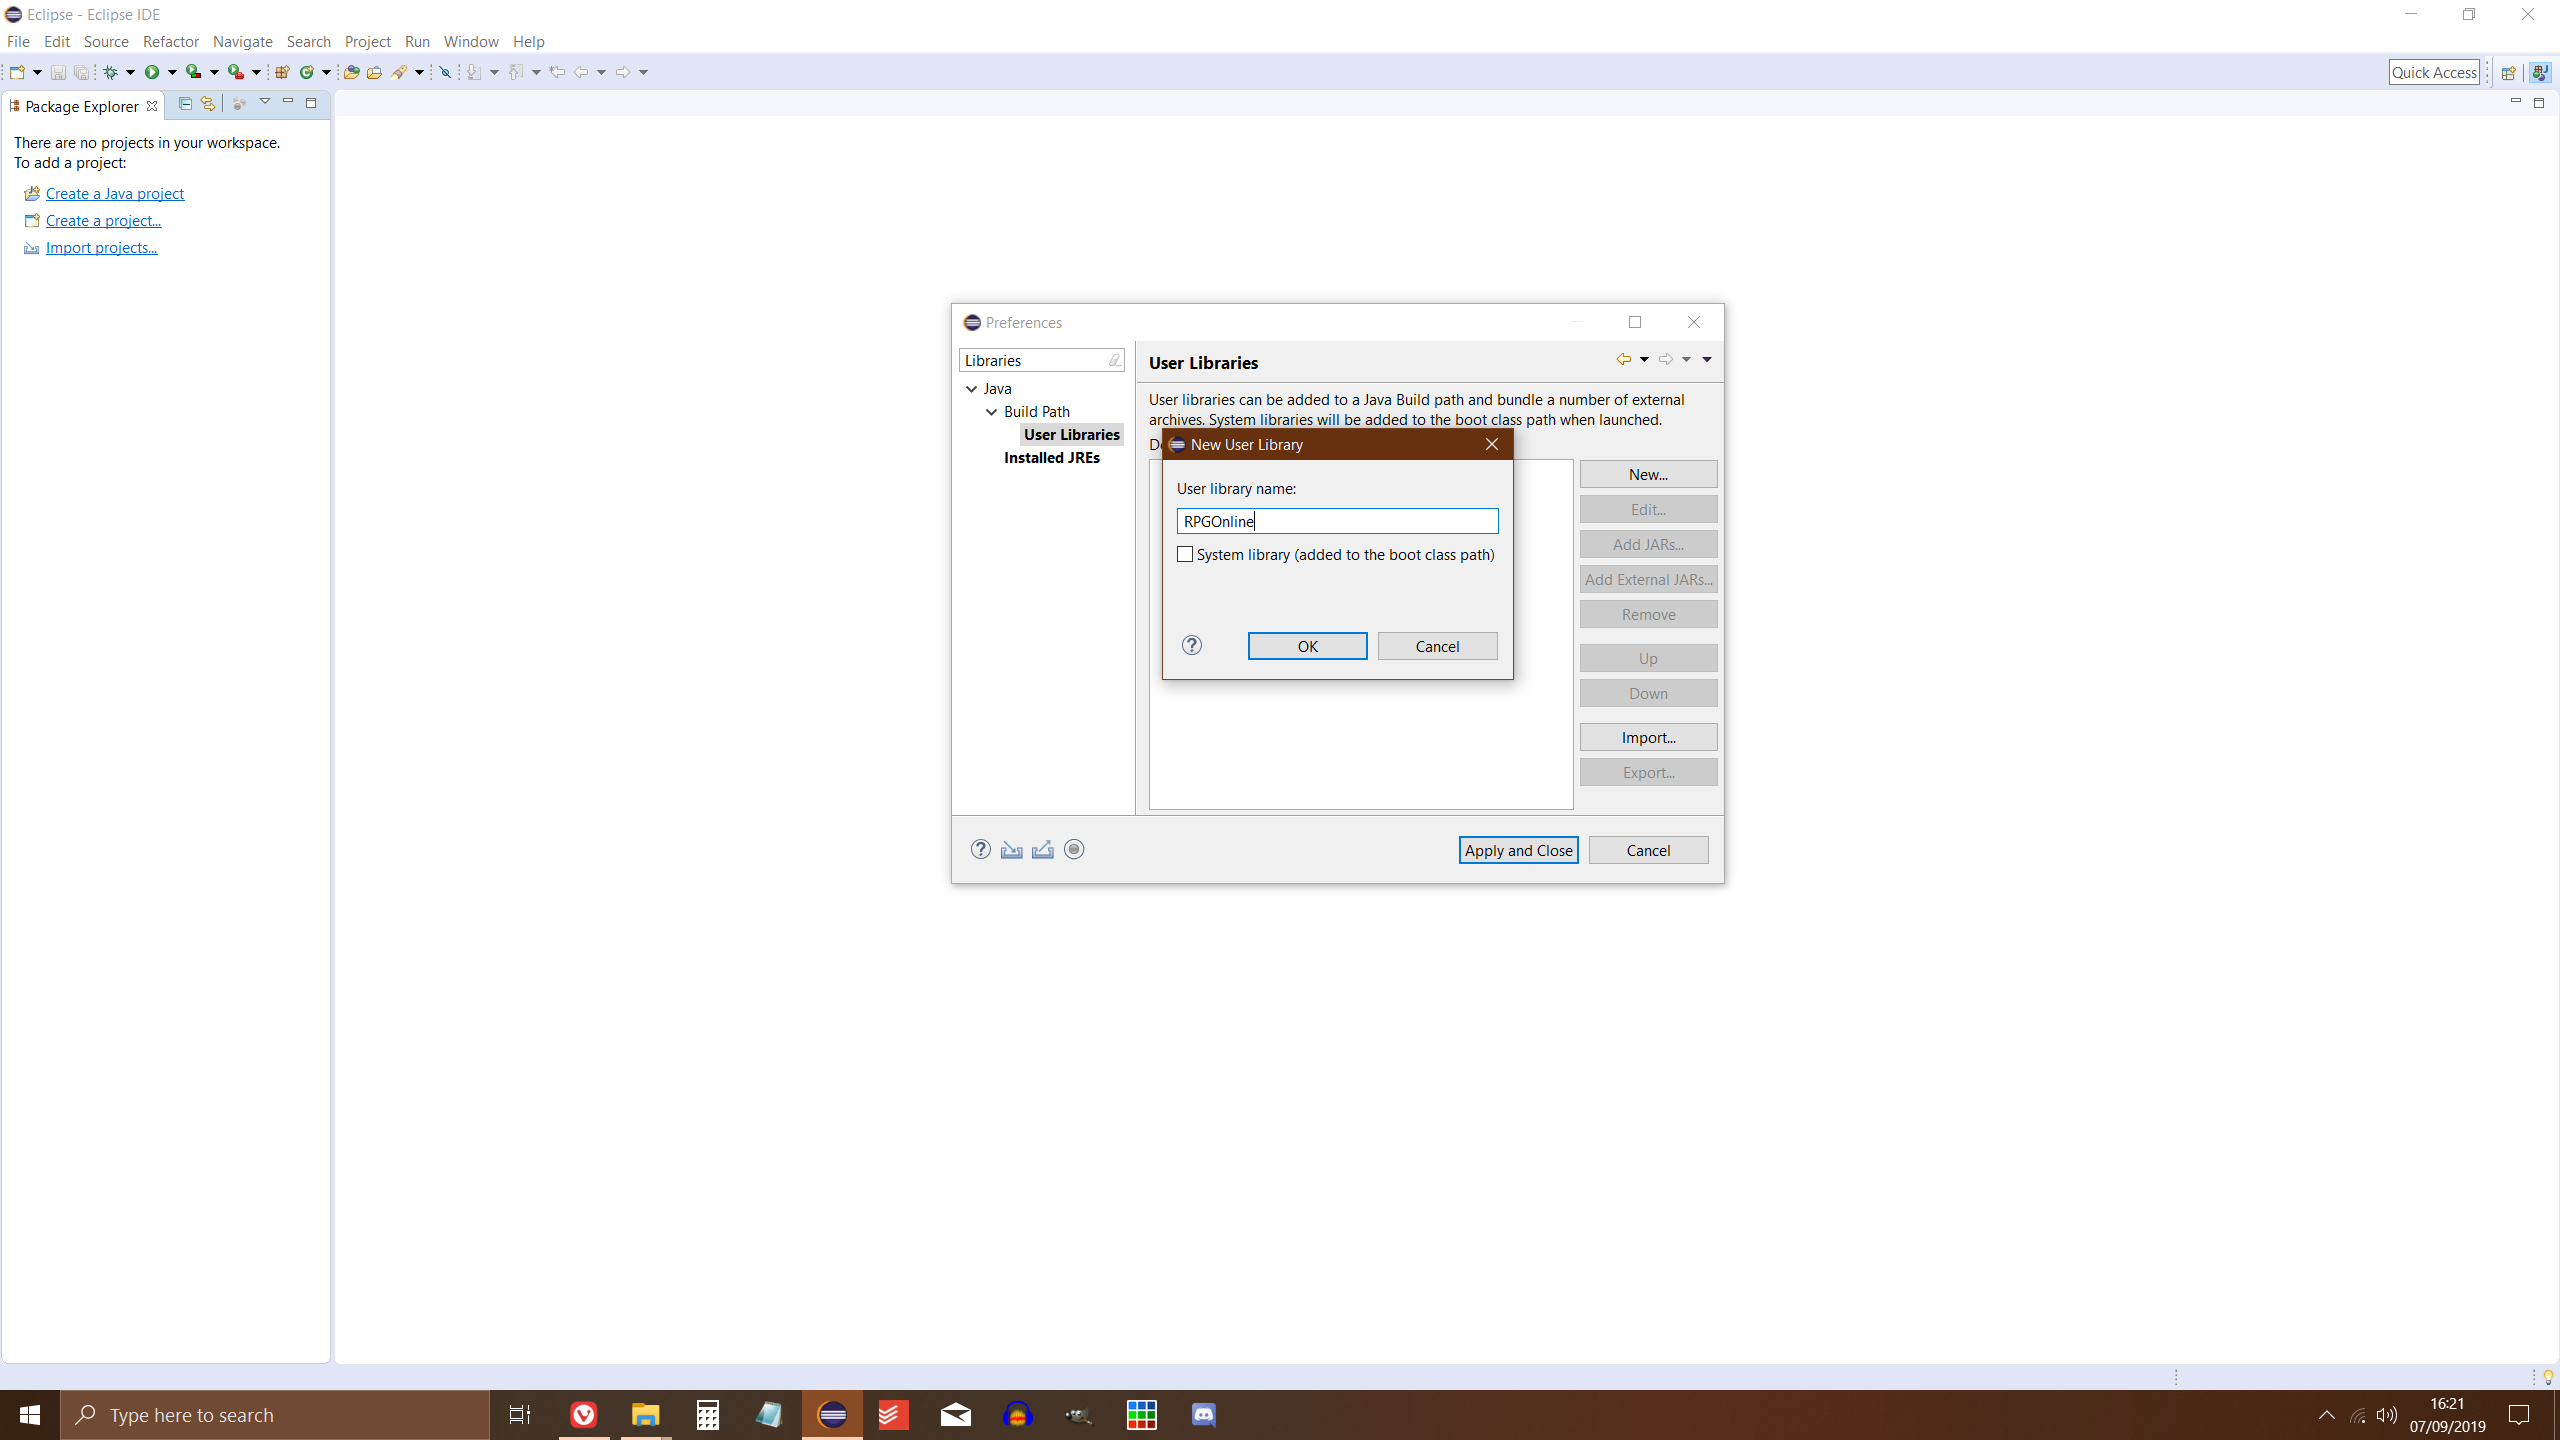 Eclipse - Eclipse IDE
File Edit Source Refactor Navigate Search Project Run Window Help
Quick Access
Package Explorer
There are no projects in your workspace.
To add a project:
Create a Java project
Create a project...
Import projects...
Preferences
Libraries
Java
Build Path
User Libraries
Installed JREs
User Libraries
User libraries can be added to a Java Build path and bundle a number of external
archives. System libraries will be added to the boot class path when launched.
New User Library
User library name:
RPGOnline
System library (added to the boot class path)
OK
Cancel
New...
Edit...
Add JARs...
Add External JARs...
Remove
Up
Down
Import...
Export...
Apply and Close
Cancel
Type here to search
16:21
07/09/2019